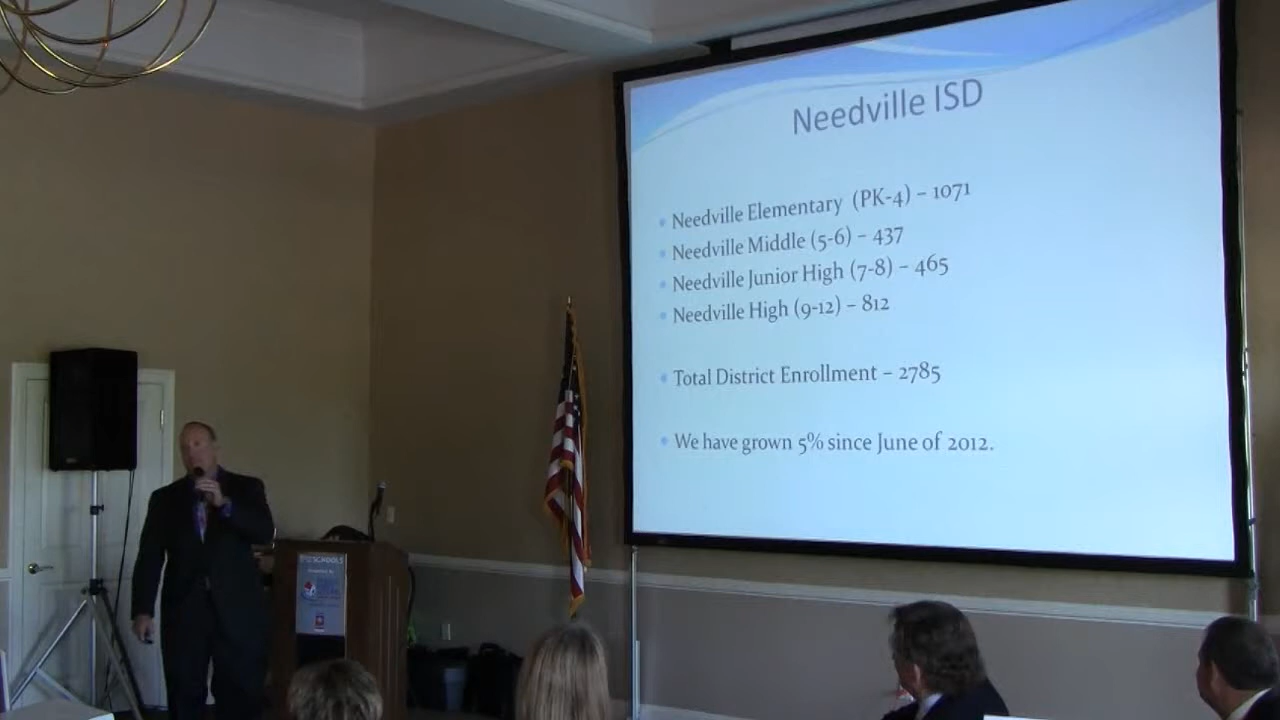 Needville ISD
• Needville Elementary (PK-4) – 1071
• Needville Middle (5-6) – 437
• Needville Junior High (7-8) – 465
• Needville High (9-12) – 812
• Total District Enrollment – 2785
• We have grown 5% since June of 2012.
SCHOOLS